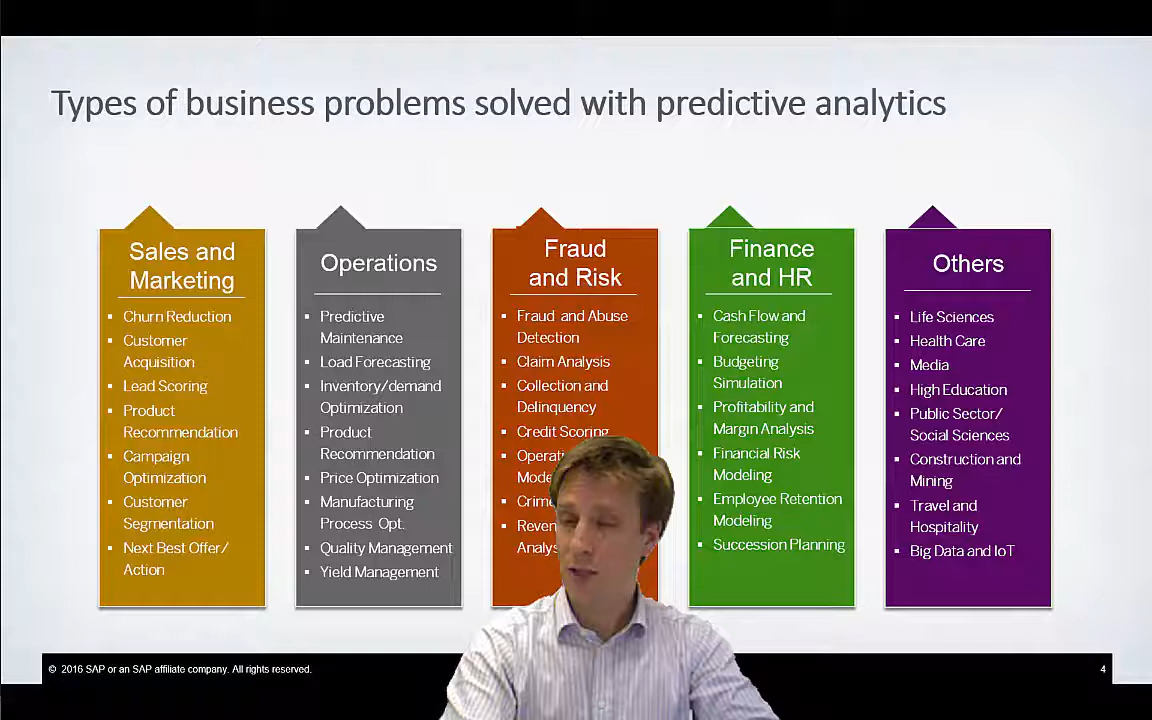 Types of business problems solved with predictive analytics
Sales and
Marketing
Churn Reduction
Customer
Acquisition
Lead Scoring
Product
Recommendation
Campaign
Optimization
Customer
Segmentation
Next Best Offer/
Action
Operations
Predictive
Maintenance
Load Forecasting
Inventory/demand
Optimization
Product
Recommendation
Price Optimization
Manufacturing
Process Opt.
Quality Management
Yield Management
Fraud
and Risk
Fraud and Abuse
Detection
Claim Analysis
Collection and
Delinquency
Credit Scoring
Finance
and HR
Cash Flow and
Forecasting
Budgeting
Simulation
Profitability and
Margin Analysis
Financial Risk
Modeling
Employee Retention
Modeling
Succession Planning
Others
Life Sciences
Health Care
Media
High Education
Public Sector/
Social Sciences
Construction and
Mining
Travel and
Hospitality
Big Data and IoT
© 2016 SAP or an SAP affiliate company. All rights reserved.
4